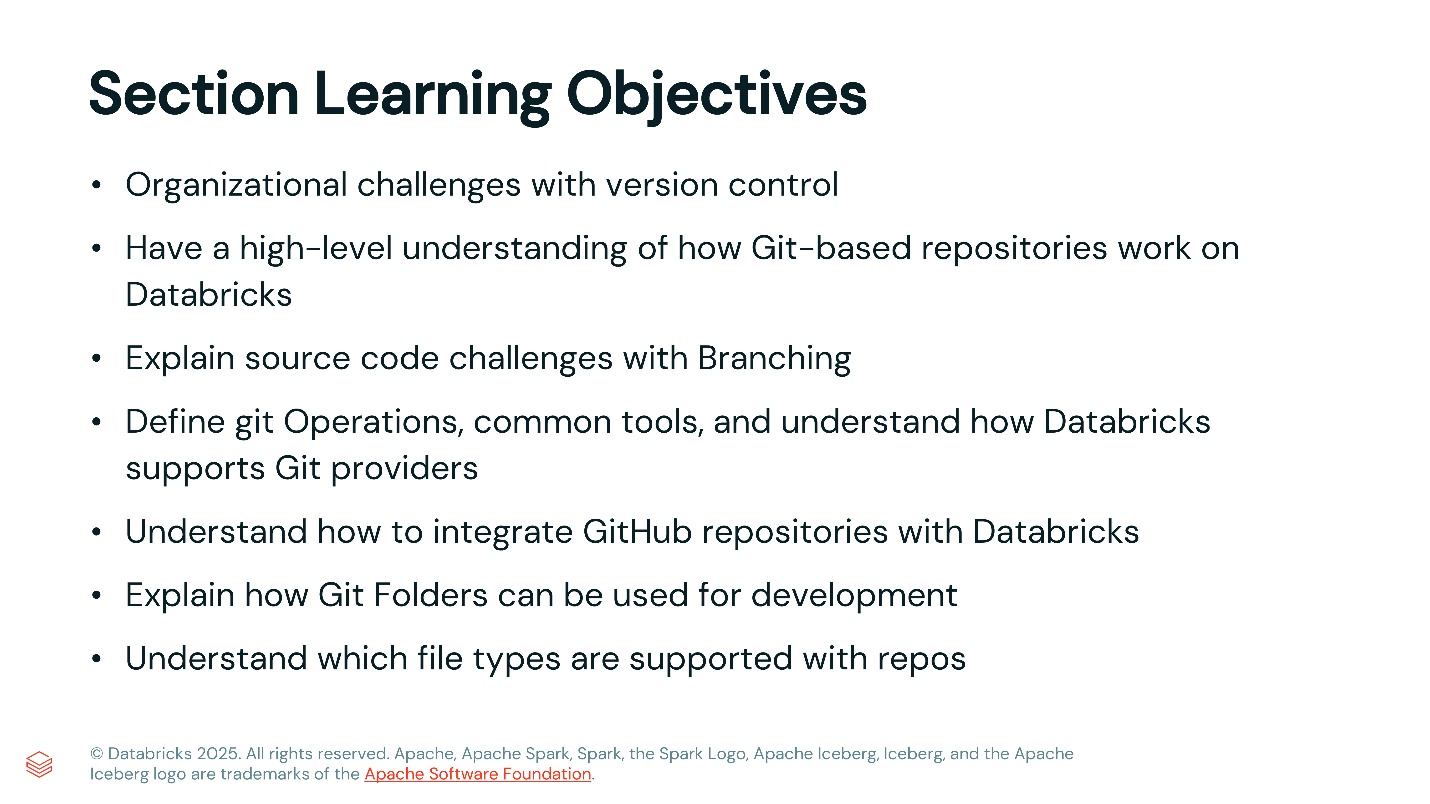 Section Learning Objectives
• Organizational challenges with version control
• Have a high-level understanding of how Git-based repositories work on
Databricks
• Explain source code challenges with Branching
• Define git Operations, common tools, and understand how Databricks
supports Git providers
• Understand how to integrate GitHub repositories with Databricks
• Explain how Git Folders can be used for development
• Understand which file types are supported with repos
© Databricks 2025. All rights reserved. Apache, Apache Spark, Spark, the Spark Logo, Apache Iceberg, Iceberg, and the Apache
Iceberg logo are trademarks of the Apache Software Foundation.